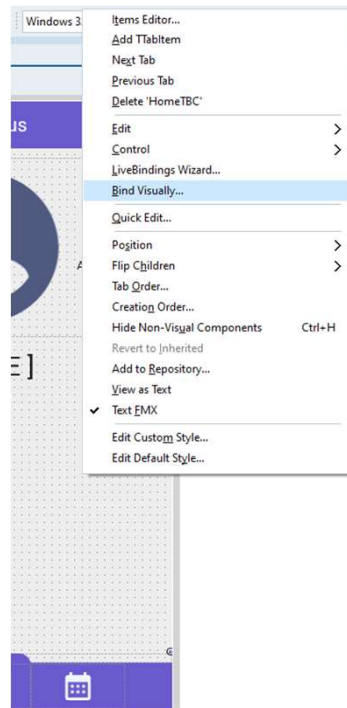 Windows 3
Items Editor...
Add TTabItem
Next Tab
Previous Tab
Delete 'HomeTBC'
Edit
Control
LiveBindings Wizard...
Bind Visually...
Quick Edit...
Position
Flip Children
Tab Order...
Creation Order...
Hide Non-Visual Components Ctrl+H
Revert to Inherited
Add to Repository...
View as Text
Text FMX
Edit Custom Style...
Edit Default Style...
us
A
E]